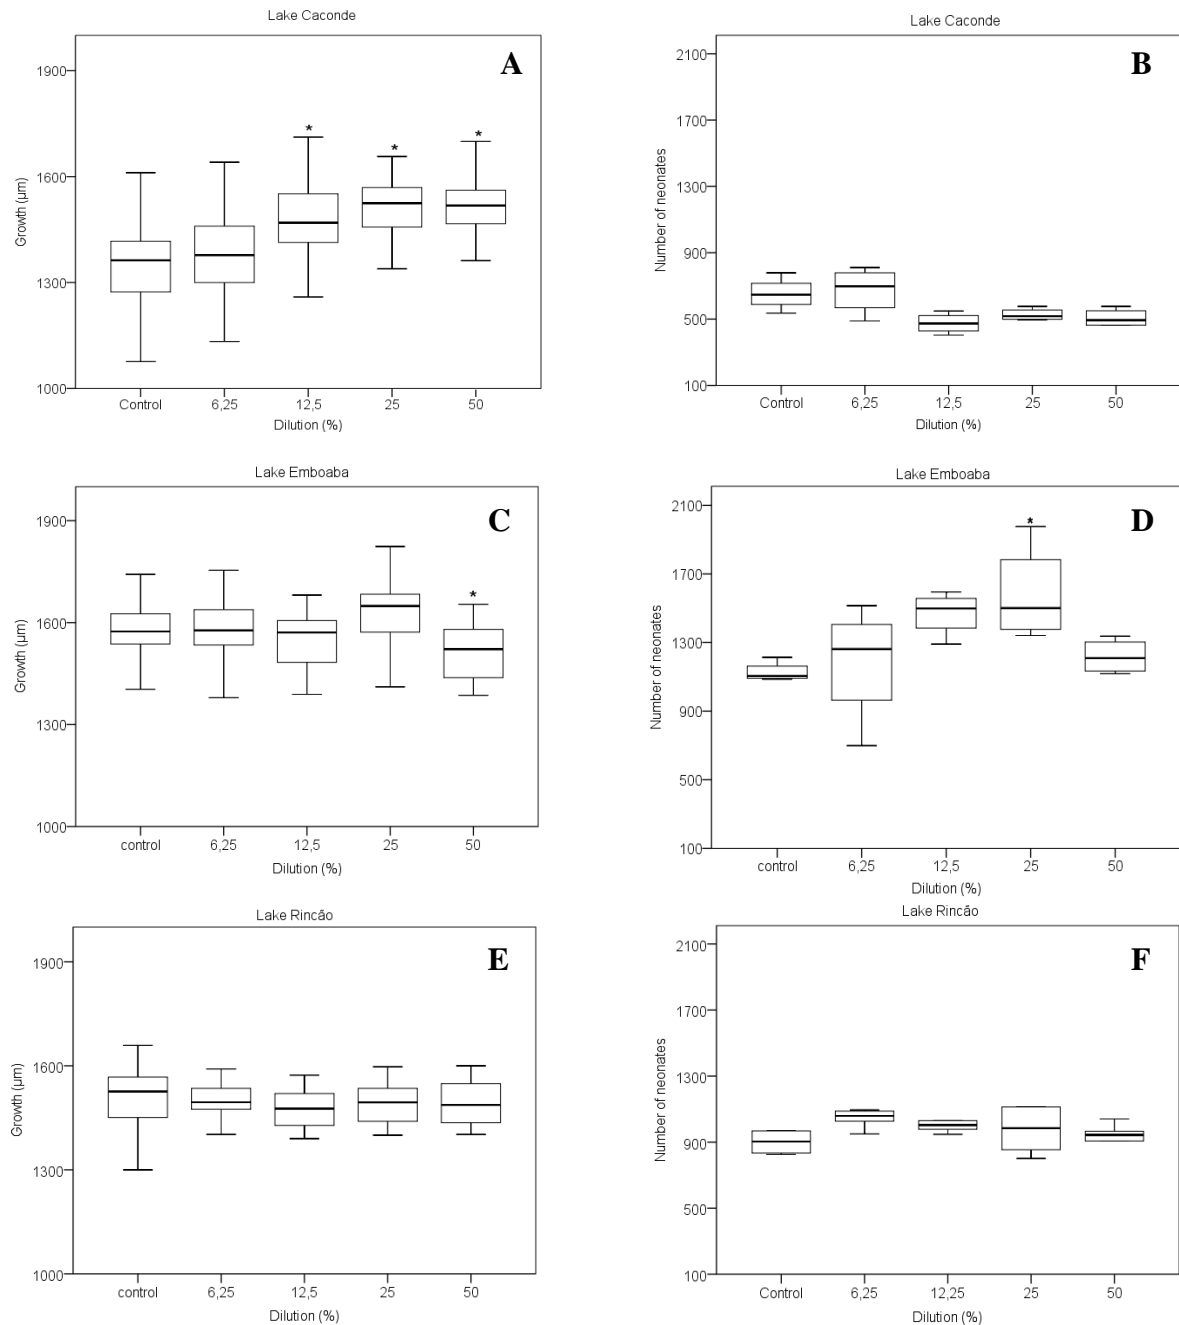 Lake Caconde
A
1900
1600
1300
1000
Growth (µm)
* * *
Control 6,25 12,5 25 50
Dilution (%)
Lake Caconde
B
2100
1700
1300
900
500
100
Number of neonates
Control 6,25 12,5 25 50
Dilution (%)
Lake Emboaba
C
1900
1600
1300
1000
Growth (µm)
*
control 6,25 12,5 25 50
Dilution (%)
Lake Emboaba
D
2100
1700
1300
900
500
100
Number of neonates
*
control 6,25 12,5 25 50
Dilution (%)
Lake Rincão
E
1900
1600
1300
1000
Growth (µm)
control 6,25 12,5 25 50
Dilution (%)
Lake Rincão
F
2100
1700
1300
900
500
100
Number of neonates
Control 6,25 12,25 25 50
Dilution (%)